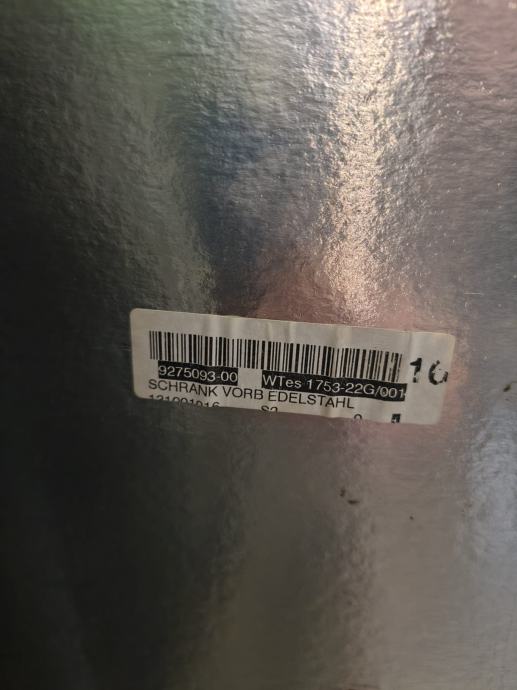 9275093-00 WTes 1753-22G/001
16
SCHRANK VORB EDELSTAHL